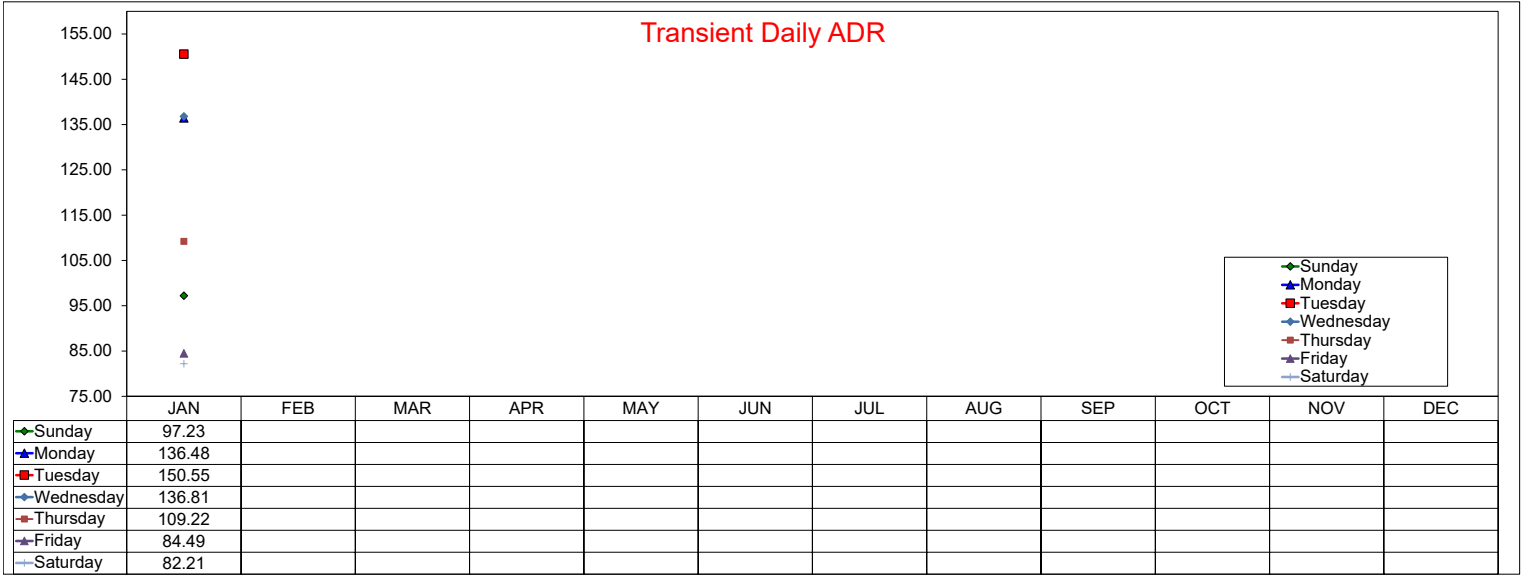 Transient Daily ADR
155.00
145.00
135.00
125.00
115.00
105.00
95.00
85.00
75.00
Sunday
Monday
Tuesday
Wednesday
Thursday
Friday
Saturday
JAN FEB MAR APR MAY JUN JUL AUG SEP OCT NOV DEC
Sunday 97.23
Monday 136.48
Tuesday 150.55
Wednesday 136.81
Thursday 109.22
Friday 84.49
Saturday 82.21